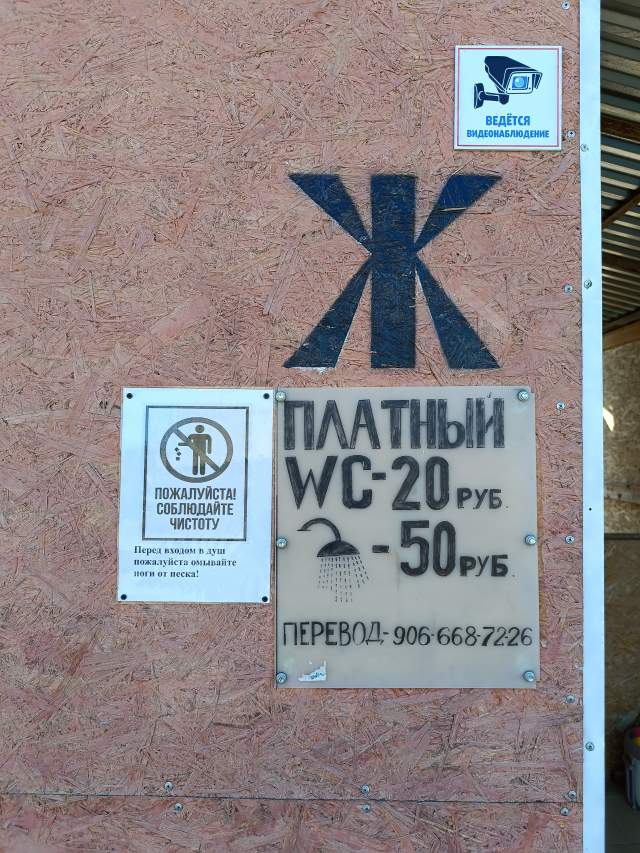 ВЕДЁТСЯ
ВИДЕОНАБЛЮДЕНИЕ
Ж
ПОЖАЛУЙСТА!
СОБЛЮДАЙТЕ
ЧИСТОТУ
Перед входом в душ
пожалуйста омывайте
ноги от песка!
ПЛАТНЫЙ
WC-20 РУБ.
-50 РУБ.
ПЕРЕВОД-906-668-72-26